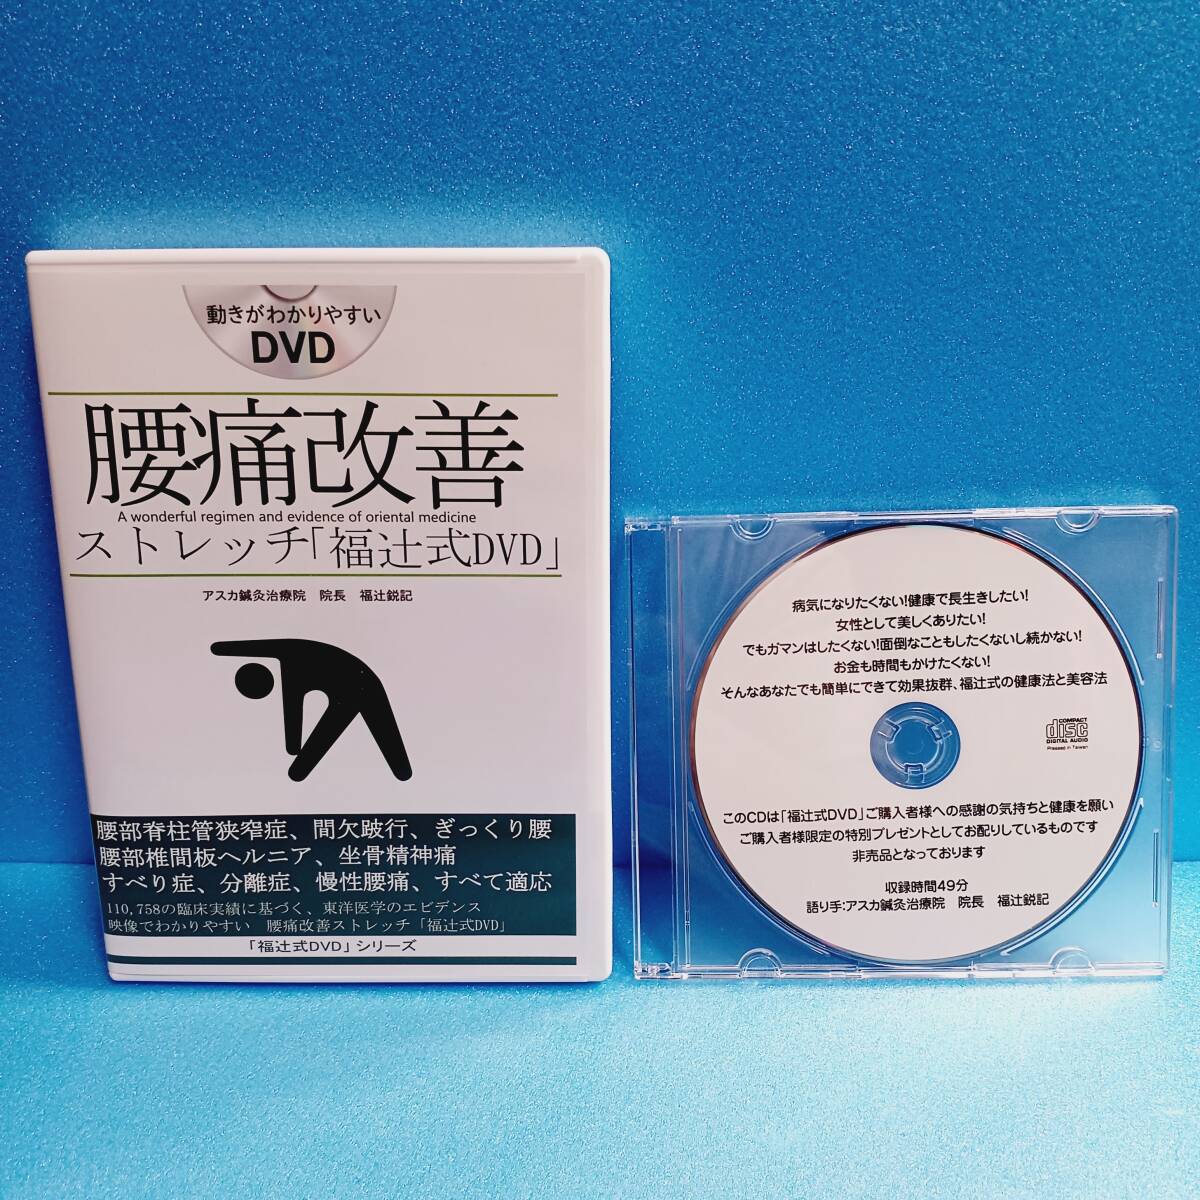 動きがわかりやすい
DVD
腰痛改善
A wonderful regimen and evidence of oriental medicine
ストレッチ「福辻式DVD」
アスカ鍼灸治療院 院長 福辻鋭記
腰部脊柱管狭窄症、間欠跛行、ぎっくり腰
腰部椎間板ヘルニア、坐骨精神痛
すべり症、分離症、慢性腰痛、すべて適応
110,758の臨床実績に基づく、東洋医学のエビデンス
映像でわかりやすい 腰痛改善ストレッチ「福辻式DVD」
「福辻式DVD」シリーズ
病気になりたくない!健康で長生きしたい!
女性として美しくありたい!
でもガマンはしたくない!面倒なこともしたくないし続かない!
お金も時間もかけたくない!
そんなあなたでも簡単にできて効果抜群、福辻式の健康法と美容法
COMPACT
disc
DIGITAL AUDIO
Pressed in Taiwan
このCDは「福辻式DVD」ご購入者様への感謝の気持ちと健康を願い
ご購入者様限定の特別プレゼントとしてお配りしているものです
非売品となっております
収録時間49分
語り手:アスカ鍼灸治療院 院長 福辻鋭記